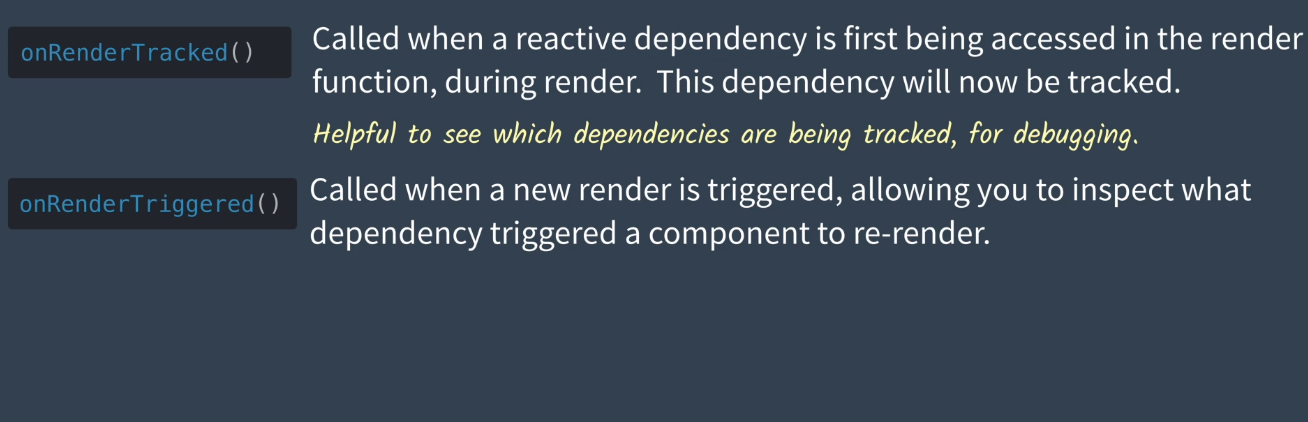 onRenderTracked()
Called when a reactive dependency is first being accessed in the render
function, during render.  This dependency will now be tracked.
Helpful to see which dependencies are being tracked, for debugging.
onRenderTriggered()
Called when a new render is triggered, allowing you to inspect what
dependency triggered a component to re-render.